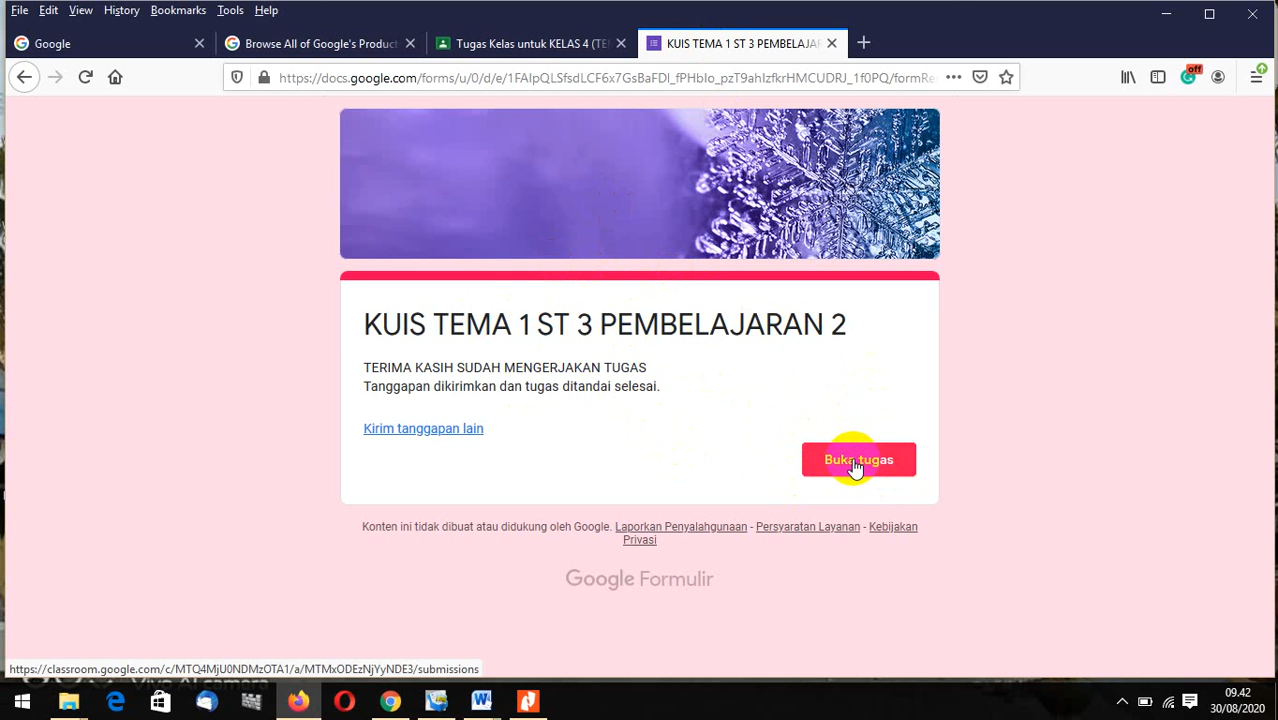 File Edit View History Bookmarks Tools Help
Google
Browse All of Google's Product
Tugas Kelas untuk KELAS 4 (TE
KUIS TEMA 1 ST 3 PEMBELAJAR
https://docs.google.com/forms/u/0/d/e/
off
KUIS TEMA 1 ST 3 PEMBELAJARAN 2
TERIMA KASIH SUDAH MENGERJAKAN TUGAS
Tanggapan dikirimkan dan tugas ditandai selesai.
Kirim tanggapan lain
Buka tugas
Konten ini tidak dibuat atau didukung oleh Google. Laporkan Penyalahgunaan - Persyaratan Layanan - Kebijakan
Privasi
Google Formulir
https://classroom.google.com/c/MTQ4MjU0NDMzOTA1/a/MTMxODEzNjYyNDE3/submissions
Vivo AI camera
09.42
30/08/2020